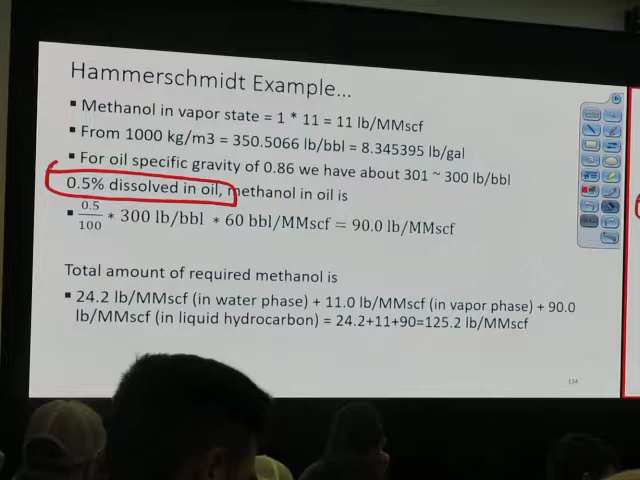 Hammerschmidt Example...
▪ Methanol in vapor state = 1 * 11 = 11 lb/MMscf
▪ From 1000 kg/m3 = 350.5066 lb/bbl = 8.345395 lb/gal
▪ For oil specific gravity of 0.86 we have about 301 ~ 300 lb/bbl
0.5% dissolved in oil, methanol in oil is
▪ 0.5/100 * 300 lb/bbl * 60 bbl/MMscf = 90.0 lb/MMscf
Total amount of required methanol is
▪ 24.2 lb/MMscf (in water phase) + 11.0 lb/MMscf (in vapor phase) + 90.0
lb/MMscf (in liquid hydrocarbon) = 24.2+11+90=125.2 lb/MMscf
134